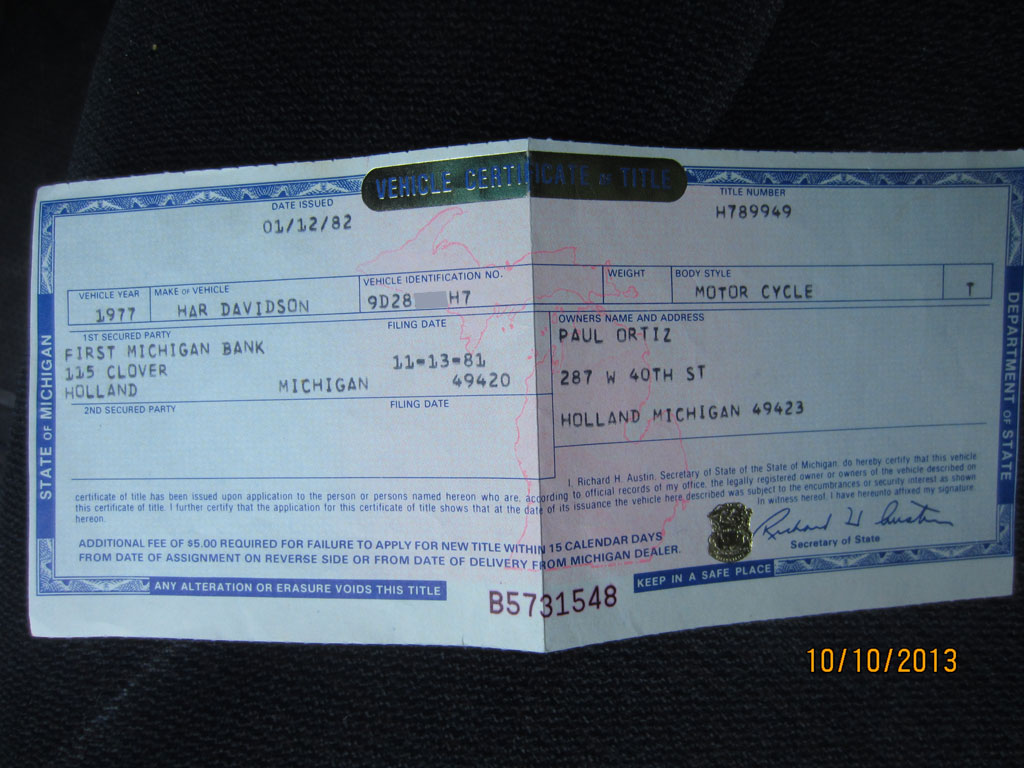 VEHICLE CERTIFICATE OF TITLE
DATE ISSUED
01/12/82
TITLE NUMBER
H789949
VEHICLE YEAR
1977
MAKE OF VEHICLE
HAR DAVIDSON
VEHICLE IDENTIFICATION NO.
9D28 H7
WEIGHT
BODY STYLE
MOTOR CYCLE
T
1ST SECURED PARTY
FILING DATE
FIRST MICHIGAN BANK
115 CLOVER 11-13-81
HOLLAND MICHIGAN 49420
2ND SECURED PARTY
FILING DATE
OWNERS NAME AND ADDRESS
PAUL ORTIZ
287 W 40TH ST
HOLLAND MICHIGAN 49423
I, Richard H. Austin, Secretary of State of the State of Michigan, do hereby certify that this vehicle
certificate of title has been issued upon application to the person or persons named hereon who are, according to official records of my office, the legally registered owner or owners of the vehicle described on
this certificate of title. I further certify that the application for this certificate of title shows that at the date of its issuance the vehicle here described was subject to the encumbrances or security interest as shown
hereon. In witness hereof, I have hereunto affixed my signature.
Richard H Austin
Secretary of State
ADDITIONAL FEE OF $5.00 REQUIRED FOR FAILURE TO APPLY FOR NEW TITLE WITHIN 15 CALENDAR DAYS
FROM DATE OF ASSIGNMENT ON REVERSE SIDE OR FROM DATE OF DELIVERY FROM MICHIGAN DEALER.
ANY ALTERATION OR ERASURE VOIDS THIS TITLE
B5731548
KEEP IN A SAFE PLACE
STATE OF MICHIGAN
DEPARTMENT OF STATE
10/10/2013